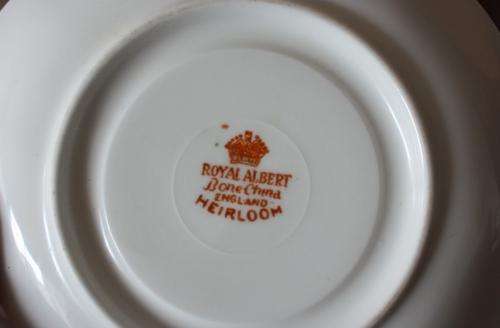 ROYAL ALBERT
Bone China
ENGLAND
HEIRLOOM